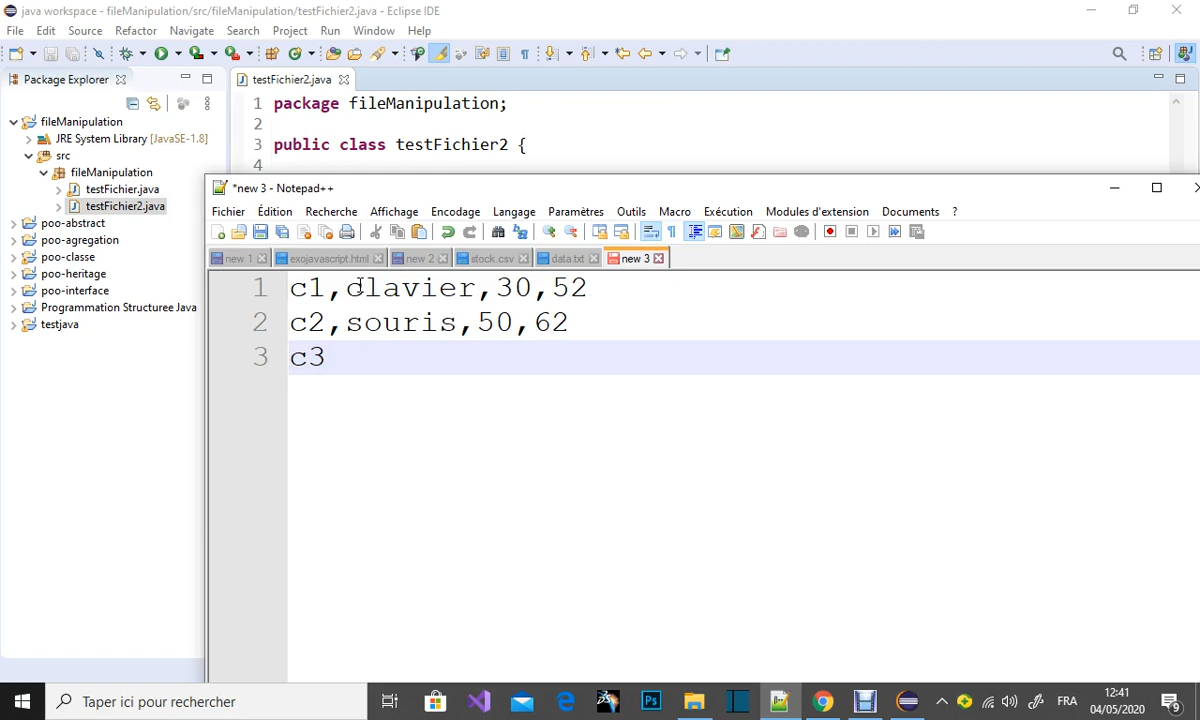 java workspace - fileManipulation/src/fileManipulation/testFichier2.java - Eclipse IDE
File Edit Source Refactor Navigate Search Project Run Window Help
Package Explorer
testFichier2.java
fileManipulation
JRE System Library [JavaSE-1.8]
src
fileManipulation
testFichier.java
testFichier2.java
poo-abstract
poo-agregation
poo-classe
poo-heritage
poo-interface
Programmation Structuree Java
testjava
1 package fileManipulation;
2
3 public class testFichier2 {
4
*new 3 - Notepad++
Fichier Édition Recherche Affichage Encodage Langage Paramètres Outils Macro Exécution Modules d'extension Documents ?
new 1 exojavascript.html new 2 stock.csv data.txt new 3
1 c1,clavier,30,52
2 c2,souris,50,62
3 c3
Taper ici pour rechercher
FRA
12:41
04/05/2020
9